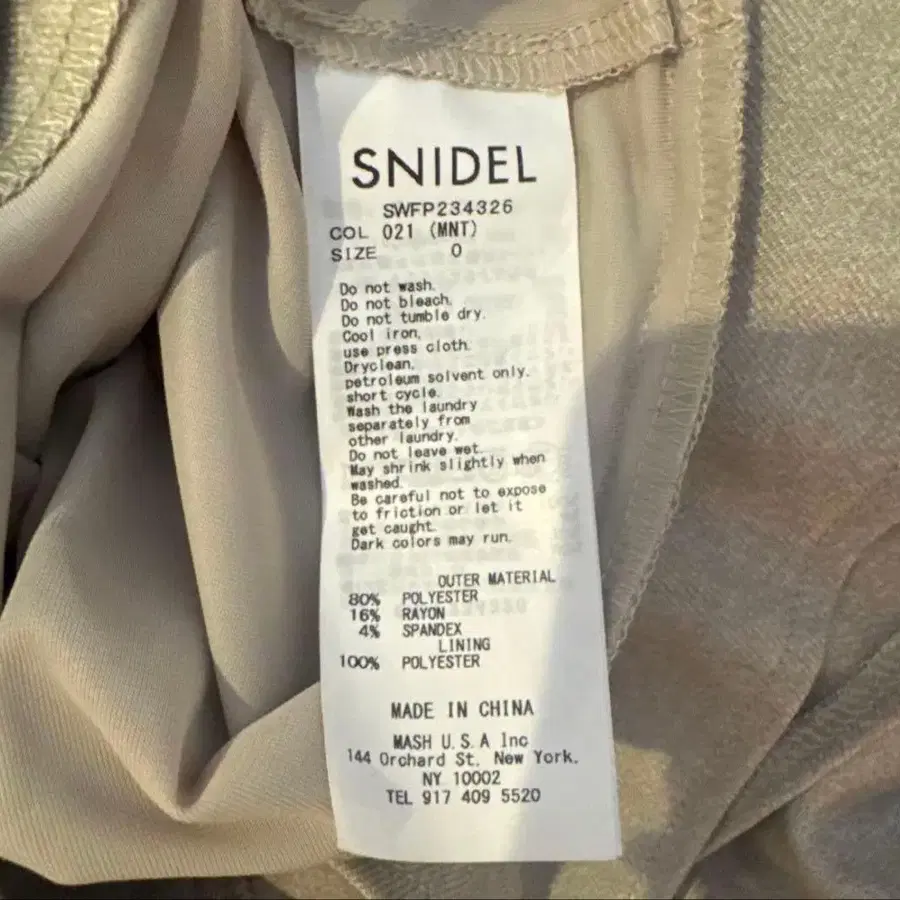 SNIDEL
SWFP234326
COL 021 (MNT)
SIZE 0
Do not wash.
Do not bleach.
Do not tumble dry.
Cool iron,
use press cloth.
Dryclean,
petroleum solvent only.
short cycle.
Wash the laundry
separately from
other laundry.
Do not leave wet.
May shrink slightly when
washed.
Be careful not to expose
to friction or let it
get caught.
Dark colors may run.
OUTER MATERIAL
80% POLYESTER
16% RAYON
4% SPANDEX
LINING
100% POLYESTER
MADE IN CHINA
MASH U.S.A Inc
144 Orchard St. New York.
NY 10002
TEL 917 409 5520